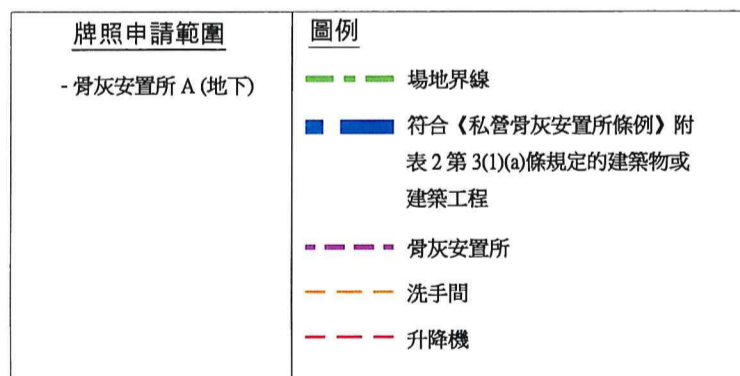 牌照申請範圍
- 骨灰安置所 A (地下)
圖例
場地界線
符合《私營骨灰安置所條例》附
表 2 第 3(1)(a)條規定的建築物或
建築工程
骨灰安置所
洗手間
升降機